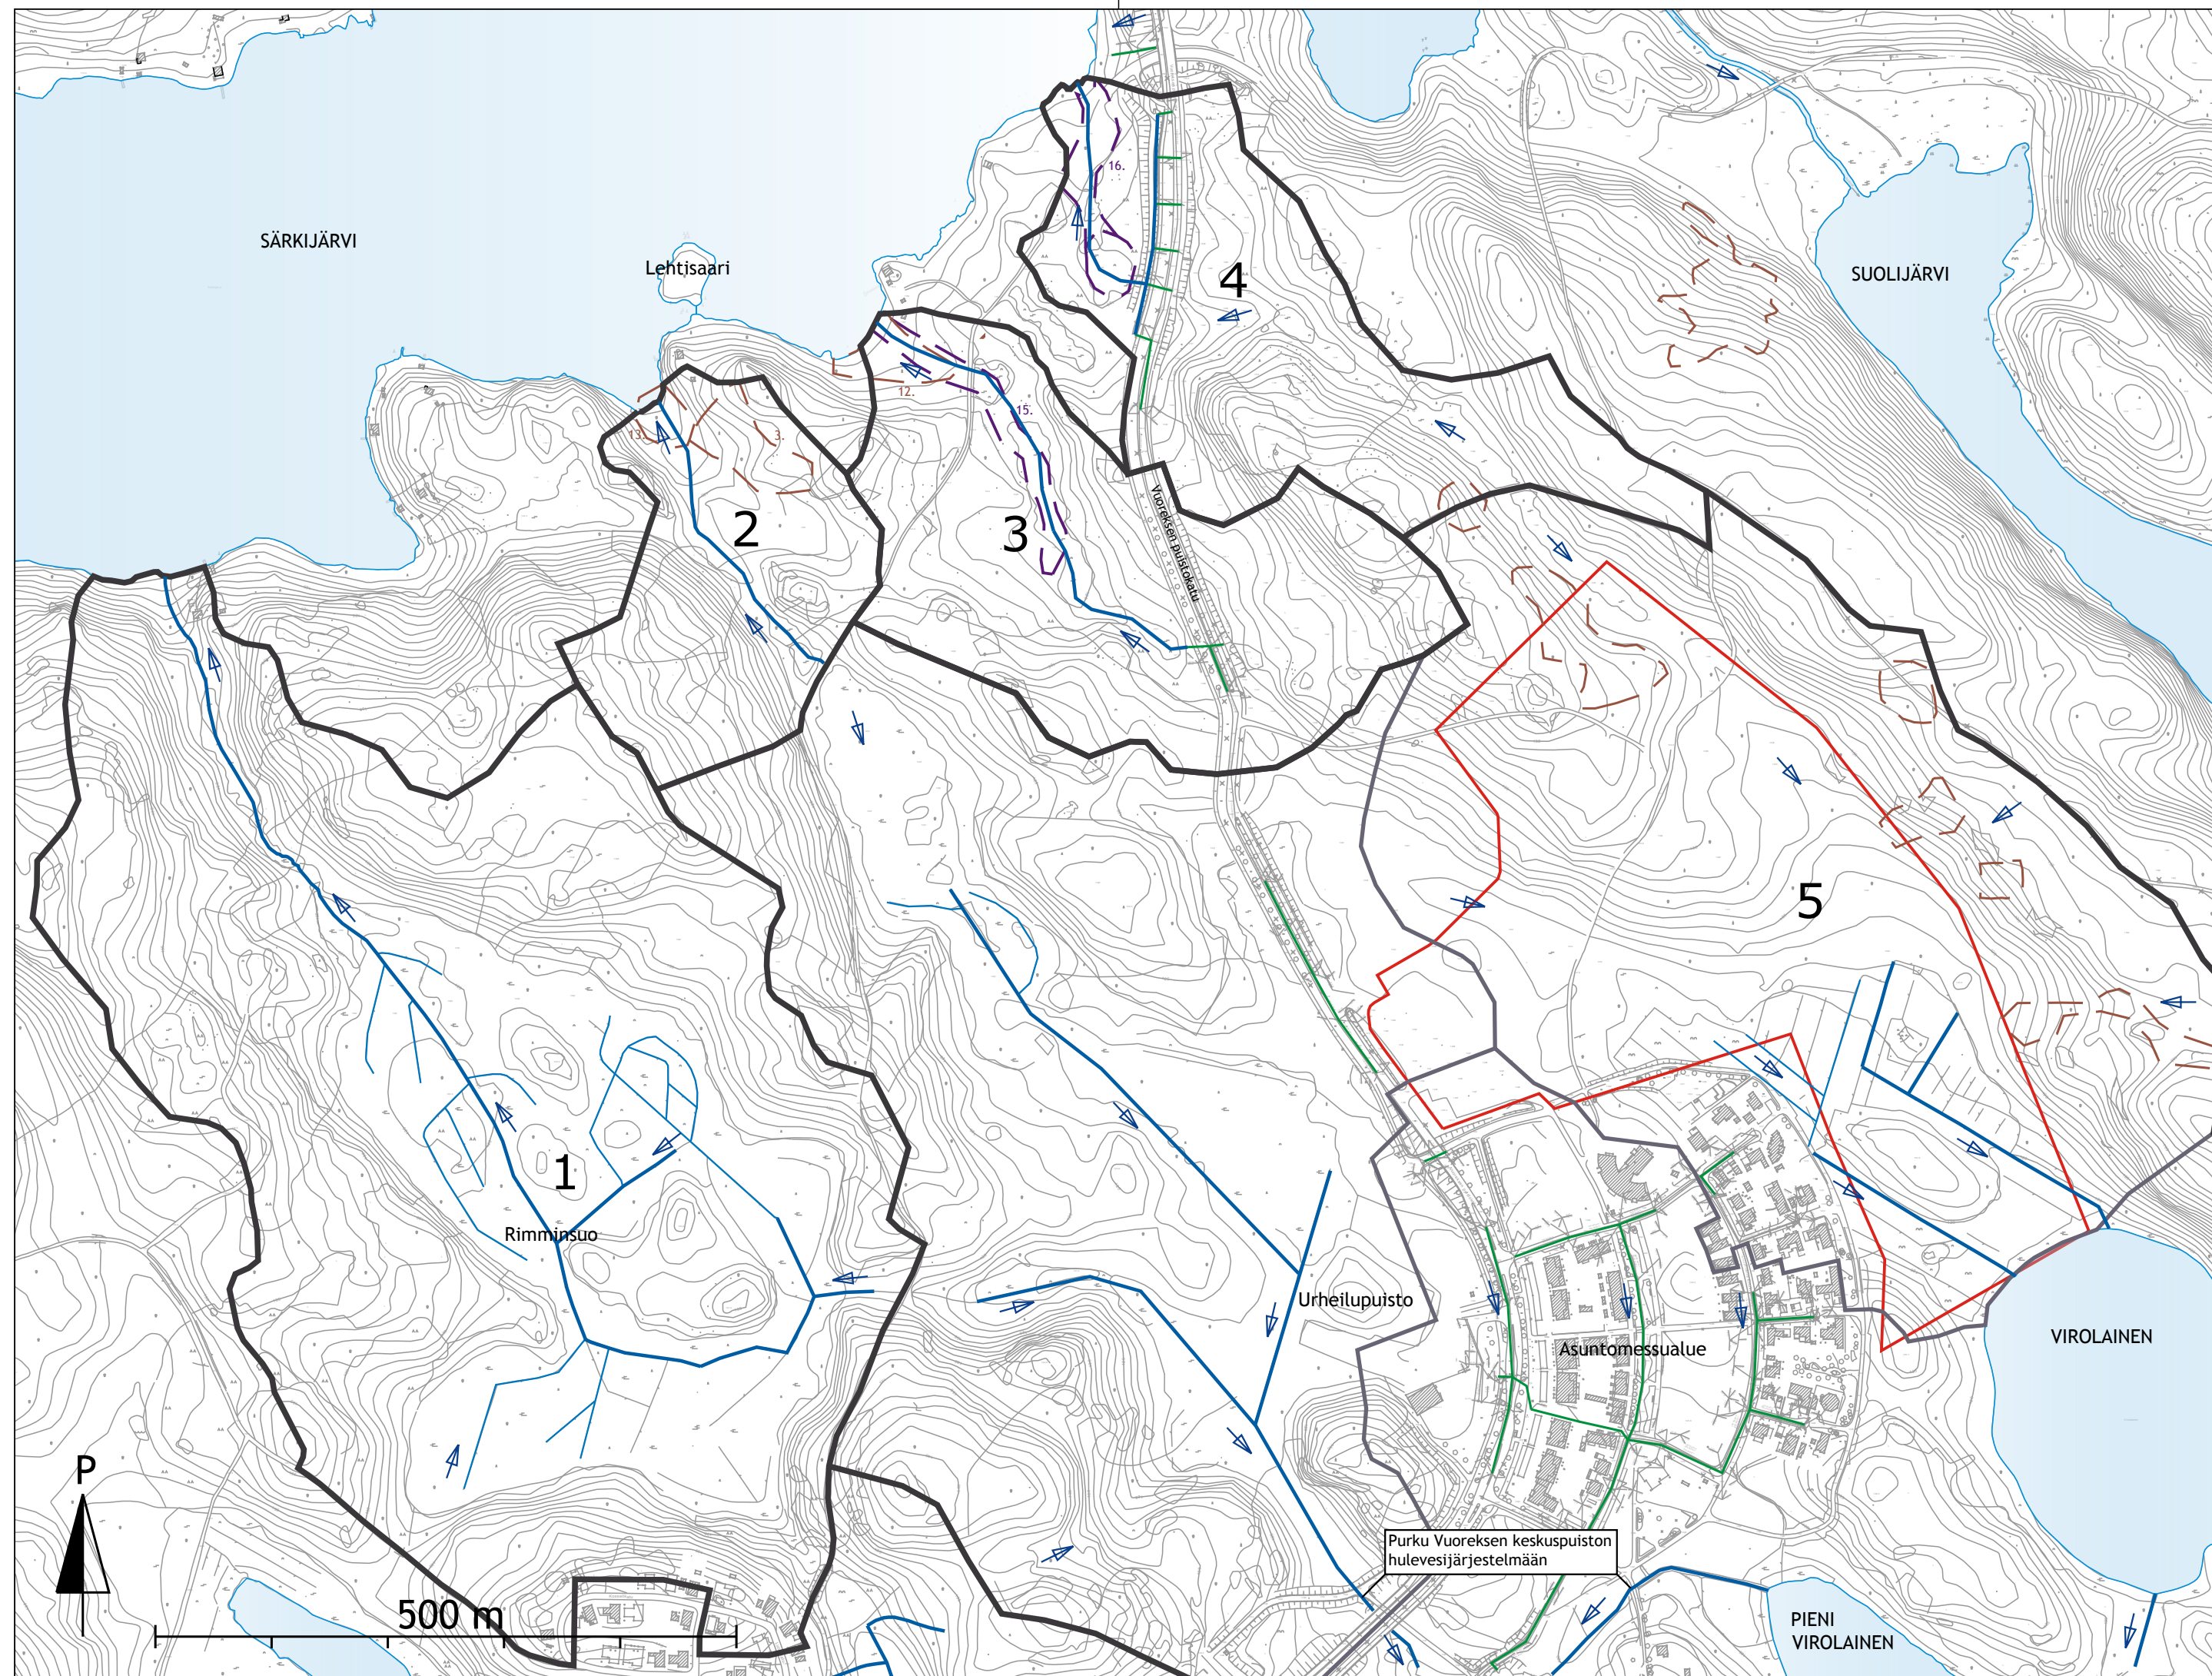 16.
SÄRKIJÄRVI
Lehtisaari
SUOLIJÄRVI
4
12.
15.
13.
3.
2
3
Vuoreksen puistokatu
5
1
Rimminsuo
Urheilupuisto
VIROLAINEN
Asuntomessualue
P
Purku Vuoreksen keskuspuiston
hulevesijärjestelmään
500 m
PIENI
VIROLAINEN